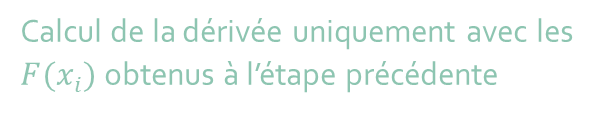 Calcul de la dérivée uniquement avec les
F(xᵢ) obtenus à l'étape précédente